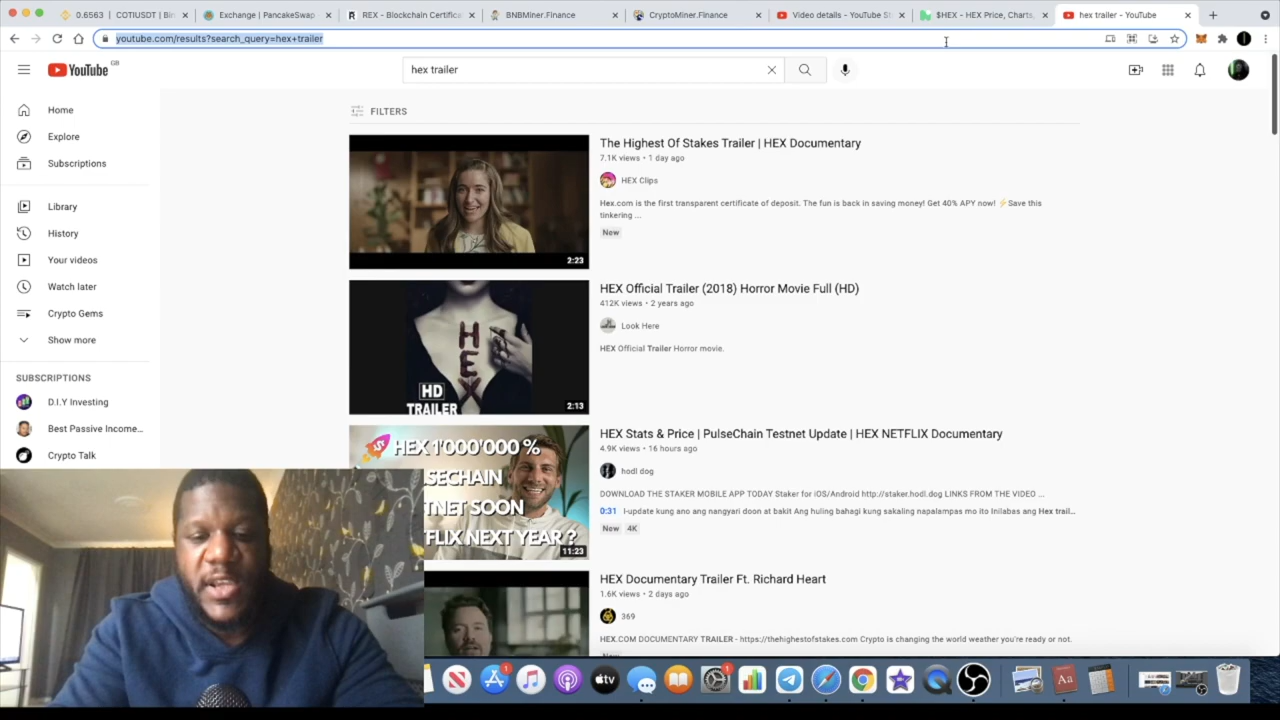 0.6563 | COTIUSDT | Bin
Exchange | PancakeSwap
REX - Blockchain Certifica
BNBMiner.Finance
CryptoMiner.Finance
Video details - YouTube St
$HEX - HEX Price, Charts,
hex trailer - YouTube
youtube.com/results?search_query=hex+trailer
YouTube GB
hex trailer
Home
Explore
Subscriptions
Library
History
Your videos
Watch later
Crypto Gems
Show more
SUBSCRIPTIONS
D.I.Y Investing
Best Passive Income...
Crypto Talk
FILTERS
2:23
The Highest Of Stakes Trailer | HEX Documentary
7.1K views • 1 day ago
HEX Clips
Hex.com is the first transparent certificate of deposit. The fun is back in saving money! Get 40% APY now! ⚡Save this
tinkering ...
New
HEX
HD
TRAILER
2:13
HEX Official Trailer (2018) Horror Movie Full (HD)
412K views • 2 years ago
Look Here
HEX Official Trailer Horror movie.
HEX 1'000'000 %
SECHAIN
TNET SOON
FLIX NEXT YEAR ?
11:23
HEX Stats & Price | PulseChain Testnet Update | HEX NETFLIX Documentary
4.9K views • 16 hours ago
hodl dog
DOWNLOAD THE STAKER MOBILE APP TODAY Staker for iOS/Android http://staker.hodl.dog LINKS FROM THE VIDEO ...
0:31 I-update kung ano ang nangyari doon at bakit Ang huling bahagi kung sakaling napalampas mo ito Inilabas ang Hex trail...
New 4K
HEX Documentary Trailer Ft. Richard Heart
1.6K views • 2 days ago
369
HEX.COM DOCUMENTARY TRAILER - https://thehighestofstakes.com Crypto is changing the world weather you're ready or not.
1
tv
1
Aa